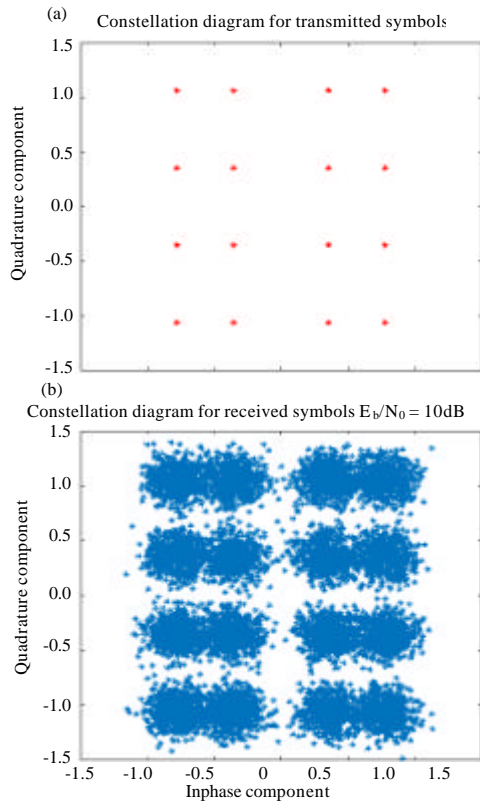 (a)
Constellation diagram for transmitted symbols
1.5
1.0
0.5
0.0
-0.5
-1.0
-1.5
Quadrature component
(b)
Constellation diagram for received symbols E_b/N_0 = 10dB
1.5
1.0
0.5
0.0
-0.5
-1.0
-1.5
Quadrature component
-1.5 -1.0 -0.5 0 0.5 1.0 1.5
Inphase component